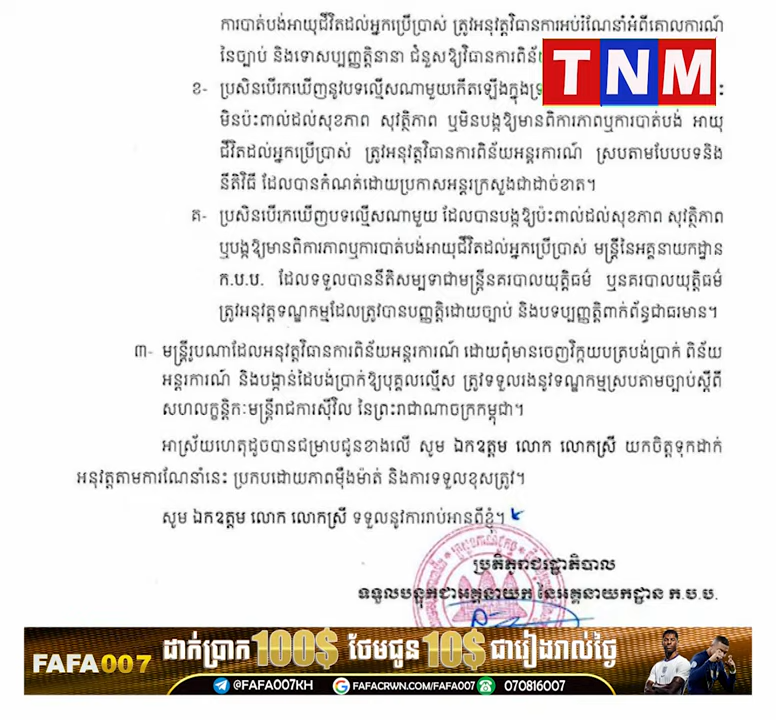 ការបាត់បង់អាយុជីវិតដល់អ្នកប្រើប្រាស់ ត្រូវអនុវត្តវិធានការអប់រំណែនាំអំពីគោលការណ៍
នៃច្បាប់ និងទោសប្បញ្ញត្តិនានា ជំនួសឱ្យវិធានការពិន័យ
TNM
ខ- ប្រសិនបើរកឃើញនូវបទល្មើសណាមួយកើតឡើងក្នុង
មិនប៉ះពាល់ដល់សុខភាព សុវត្ថិភាព ឬមិនបង្កឱ្យមានពិការភាពឬការបាត់បង់ អាយុ
ជីវិតដល់អ្នកប្រើប្រាស់ ត្រូវអនុវត្តវិធានការពិន័យអន្តរការណ៍ ស្របតាមបែបបទនិង
នីតិវិធី ដែលបានកំណត់ដោយប្រកាសអន្តរក្រសួងជាដាច់ខាត។
គ- ប្រសិនបើរកឃើញបទល្មើសណាមួយ ដែលបានបង្កឱ្យប៉ះពាល់ដល់សុខភាព សុវត្ថិភាព
ឬបង្កឱ្យមានពិការភាពឬការបាត់បង់អាយុជីវិតដល់អ្នកប្រើប្រាស់ មន្ត្រីនៃអគ្គនាយកដ្ឋាន
ក.ប.ប. ដែលទទួលបាននីតិសម្បទាជាមន្ត្រីនគរបាលយុត្តិធម៌ ឬនគរបាលយុត្តិធម៌
ត្រូវអនុវត្តទណ្ឌកម្មដែលត្រូវបានបញ្ញត្តិដោយច្បាប់ និងបទប្បញ្ញត្តិពាក់ព័ន្ធជាធរមាន។
៣- មន្ត្រីរូបណាដែលអនុវត្តវិធានការពិន័យអន្តរការណ៍ ដោយពុំមានចេញវិក្កយបត្របង់ប្រាក់ ពិន័យ
អន្តរការណ៍ និងបង្កាន់ដៃបង់ប្រាក់ឱ្យបុគ្គលល្មើស ត្រូវទទួលរងនូវទណ្ឌកម្មស្របតាមច្បាប់ស្តីពី
សហលក្ខន្តិកៈមន្ត្រីរាជការស៊ីវិល នៃព្រះរាជាណាចក្រកម្ពុជា។
អាស្រ័យហេតុដូចបានជម្រាបជូនខាងលើ សូម ឯកឧត្តម លោក លោកស្រី យកចិត្តទុកដាក់
អនុវត្តតាមការណែនាំនេះ ប្រកបដោយភាពម៉ឺងម៉ាត់ និងការទទួលខុសត្រូវ។
សូម ឯកឧត្តម លោក លោកស្រី ទទួលនូវការរាប់អានពីខ្ញុំ។
ប្រតិភូរាជរដ្ឋាភិបាល
ទទួលបន្ទុកជាអគ្គនាយក នៃអគ្គនាយកដ្ឋាន ក.ប.ប.
FAFA007 ដាក់ប្រាក់ 100$ ថែមជូន 10$ ជារៀងរាល់ថ្ងៃ
@FAFA007KH FAFACRWN.COM/FAFA007 070816007